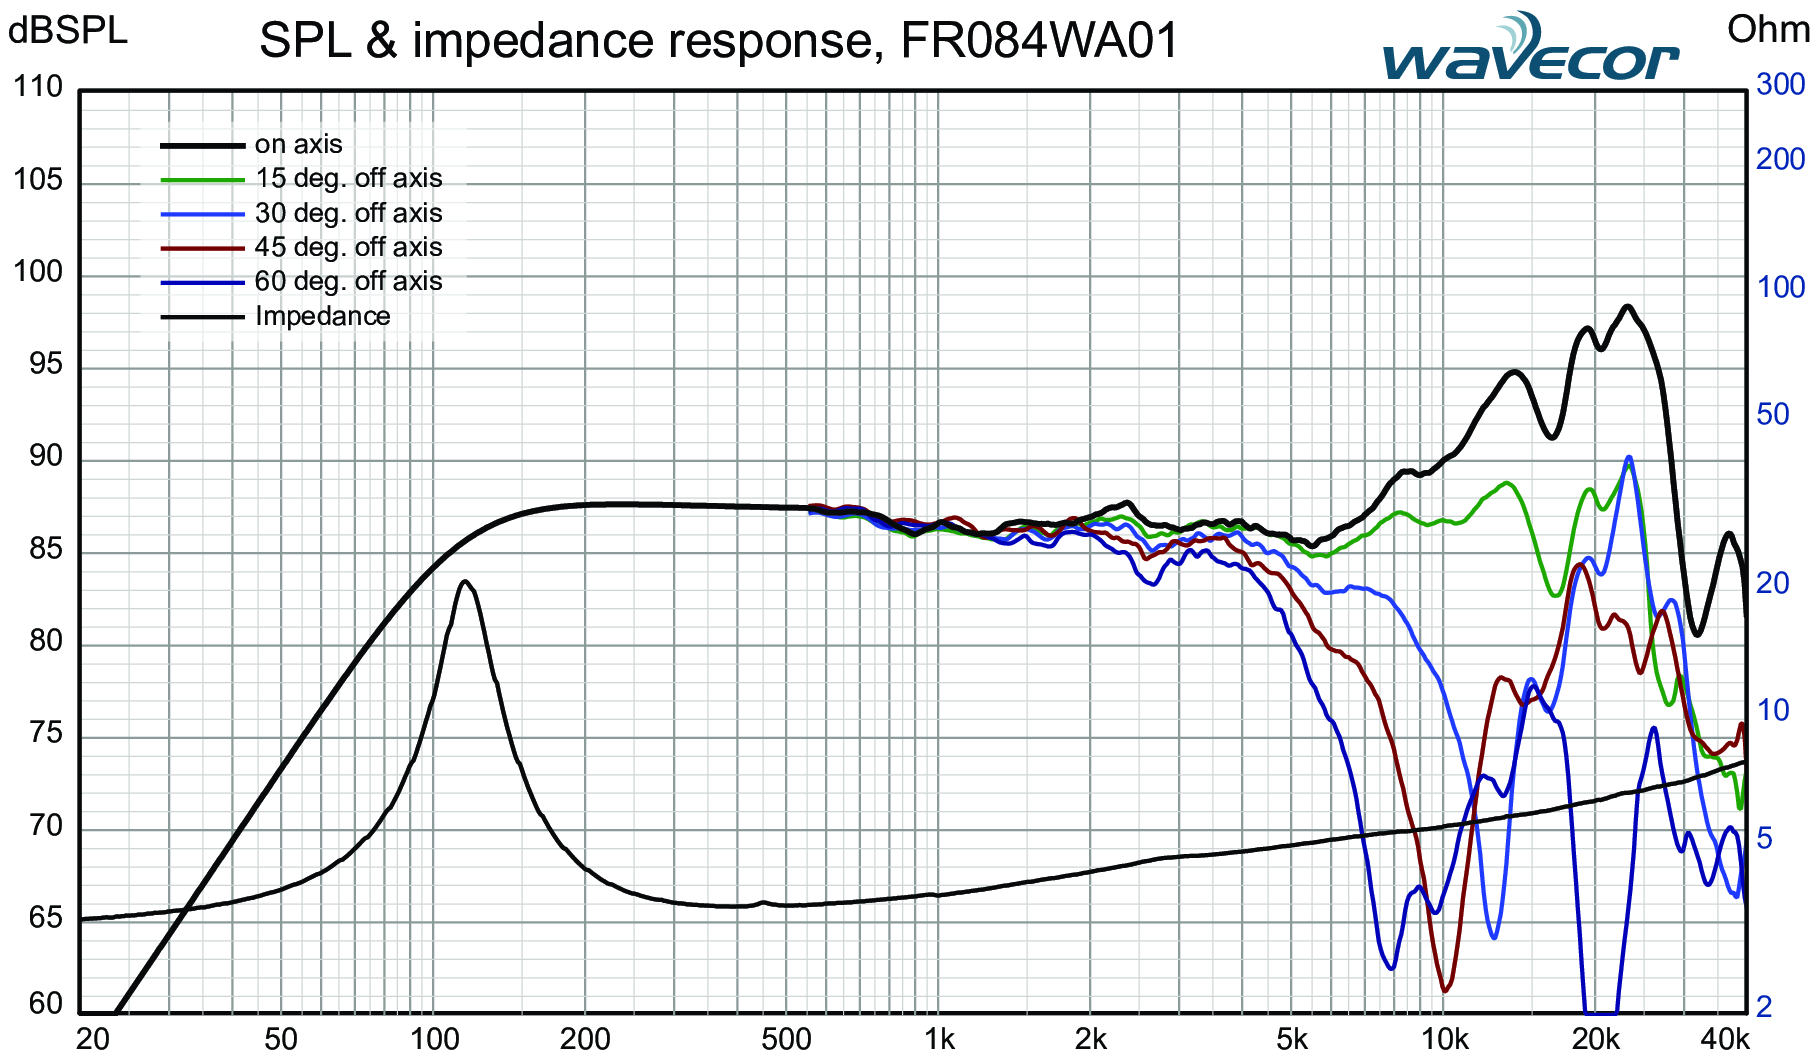 dBSPL SPL & impedance response, FR084WA01 wavecor Ohm
110 300
on axis
200
105 15 deg. off axis
30 deg. off axis
45 deg. off axis
100 60 deg. off axis 100
Impedance
95
50
90
85
20
80
75 10
70 5
65
60 2
20 50 100 200 500 1k 2k 5k 10k 20k 40k